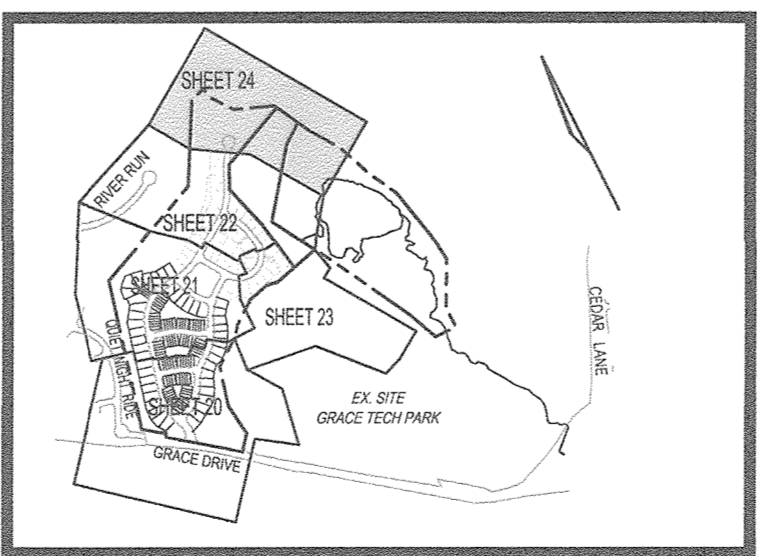 SHEET 24
RIVER RUN
SHEET 22
SHEET 21
SHEET 23
CEDAR LANE
QUIET NIGHT RIDE
EX. SITE
GRACE TECH PARK
SHEET 20
GRACE DRIVE